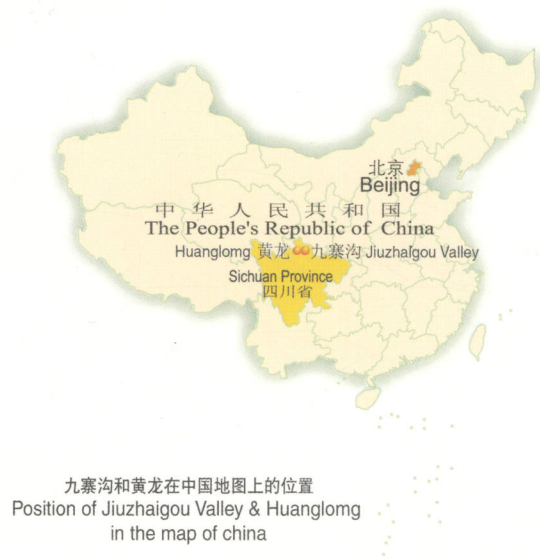 北京
Beijing
中华人民共和国
The People's Republic of China
Huanglomg 黄龙 九寨沟 Jiuzhaigou Valley
Sichuan Province
四川省
九寨沟和黄龙在中国地图上的位置
Position of Jiuzhaigou Valley & Huanglomg
in the map of china